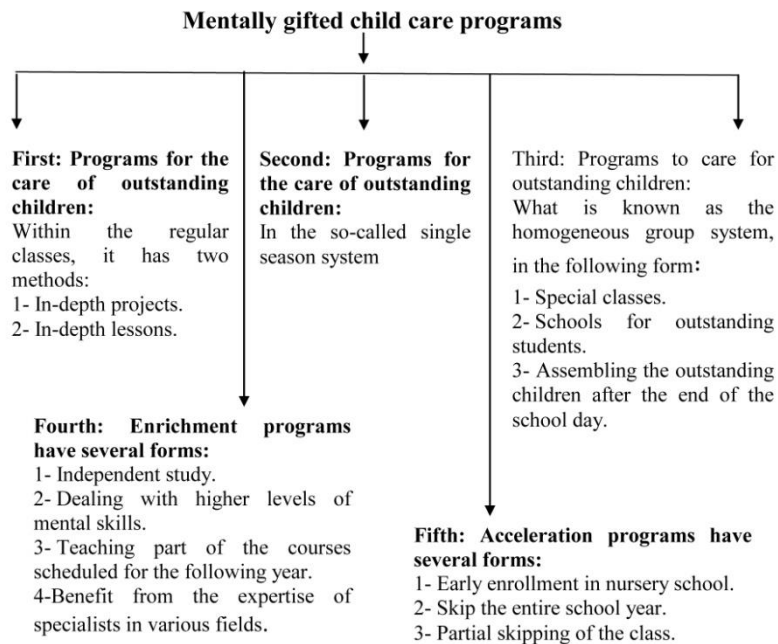 Mentally gifted child care programs
First: Programs for the
care of outstanding
children:
Within the regular
classes, it has two
methods:
1- In-depth projects.
2- In-depth lessons.
Second: Programs for
the care of outstanding
children:
In the so-called single
season system
Third: Programs to care for
outstanding children:
What is known as the
homogeneous group system,
in the following form:
1- Special classes.
2- Schools for outstanding
students.
3- Assembling the outstanding
children after the end of the
school day.
Fourth: Enrichment programs
have several forms:
1- Independent study.
2- Dealing with higher levels of
mental skills.
3- Teaching part of the courses
scheduled for the following year.
4-Benefit from the expertise of
specialists in various fields.
Fifth: Acceleration programs have
several forms:
1- Early enrollment in nursery school.
2- Skip the entire school year.
3- Partial skipping of the class.